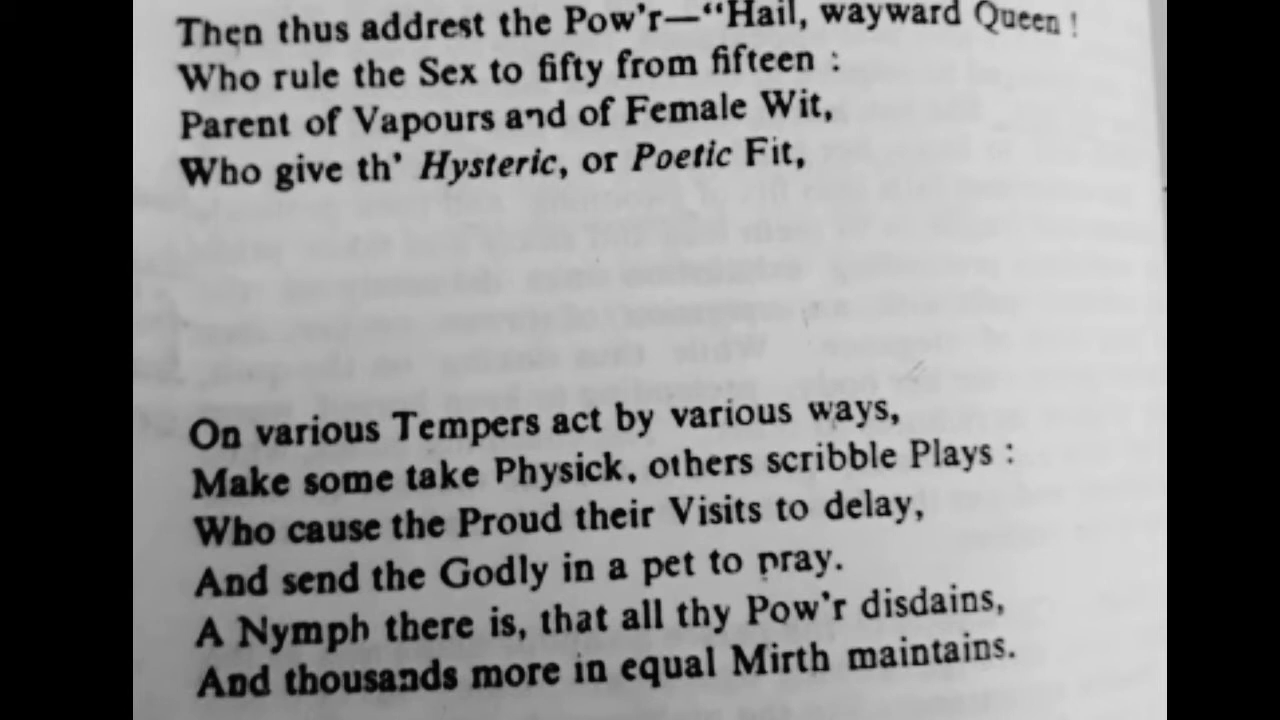 Then thus addrest the Pow'r—“Hail, wayward Queen !
Who rule the Sex to fifty from fifteen :
Parent of Vapours and of Female Wit,
Who give th' Hysteric, or Poetic Fit,
On various Tempers act by various ways,
Make some take Physick, others scribble Plays :
Who cause the Proud their Visits to delay,
And send the Godly in a pet to pray.
A Nymph there is, that all thy Pow'r disdains,
And thousands more in equal Mirth maintains.